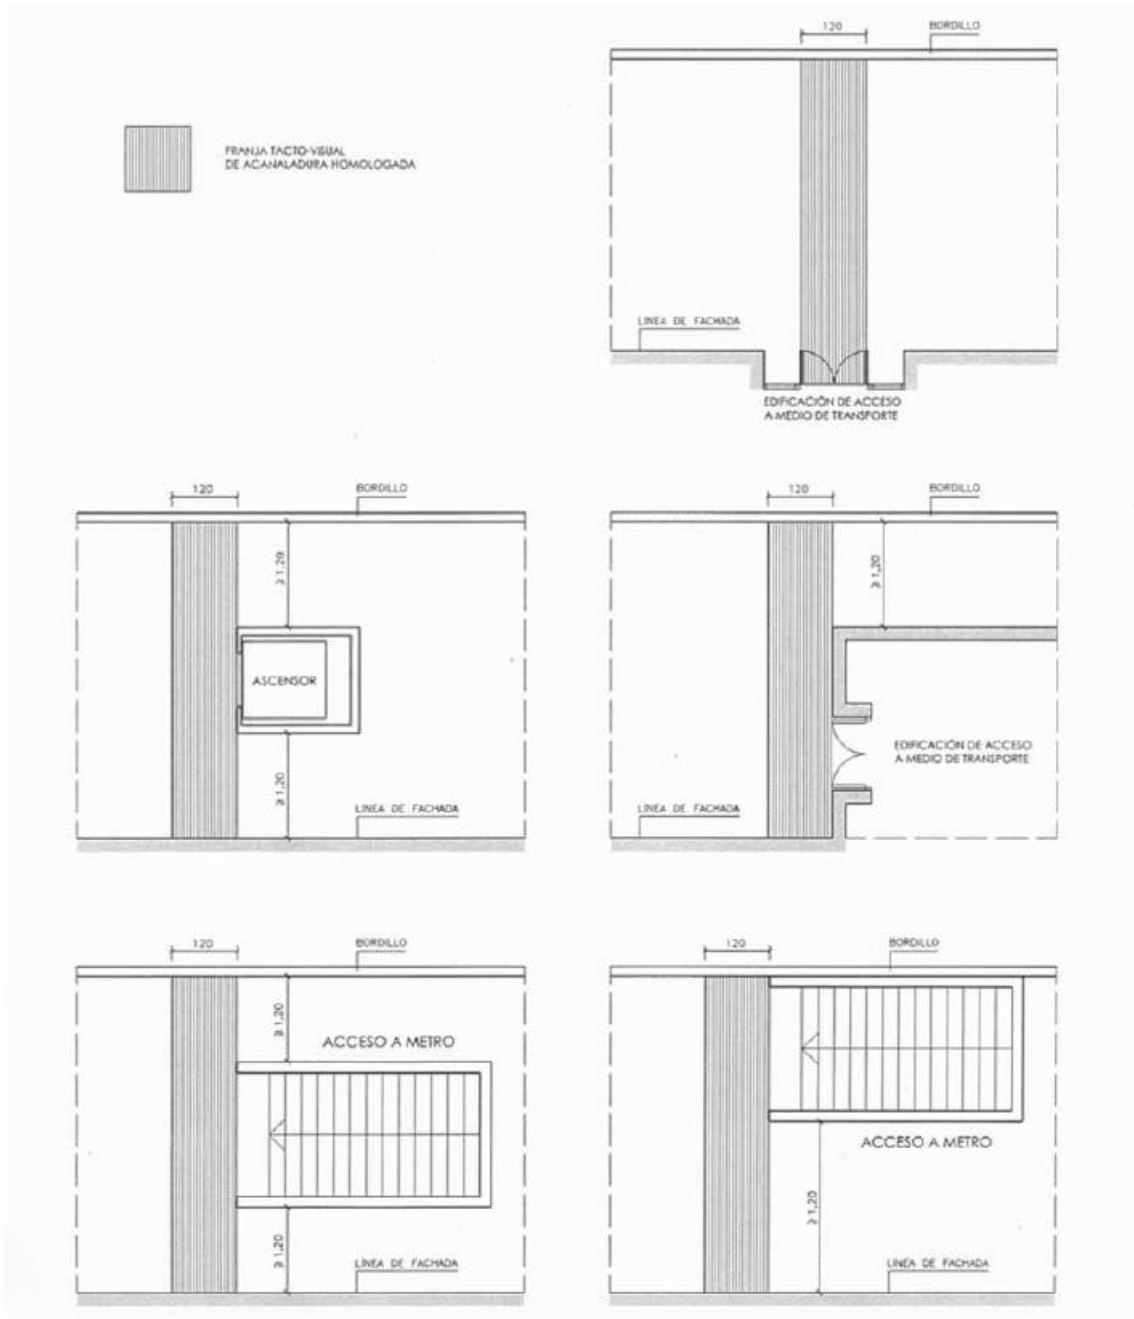 120
BORDILLO
FRANJA TACTO-VISUAL
DE ACANALADURA HOMOLOGADA
LINEA DE FACHADA
EDIFICACIÓN DE ACCESO
A MEDIO DE TRANSPORTE
120
BORDILLO
≥ 1,20
ASCENSOR
≥ 1,20
LINEA DE FACHADA
120
BORDILLO
≥ 1,20
EDIFICACIÓN DE ACCESO
A MEDIO DE TRANSPORTE
LINEA DE FACHADA
120
BORDILLO
≥ 1,20
ACCESO A METRO
≥ 1,20
LÍNEA DE FACHADA
120
BORDILLO
ACCESO A METRO
≥ 1,20
LINEA DE FACHADA